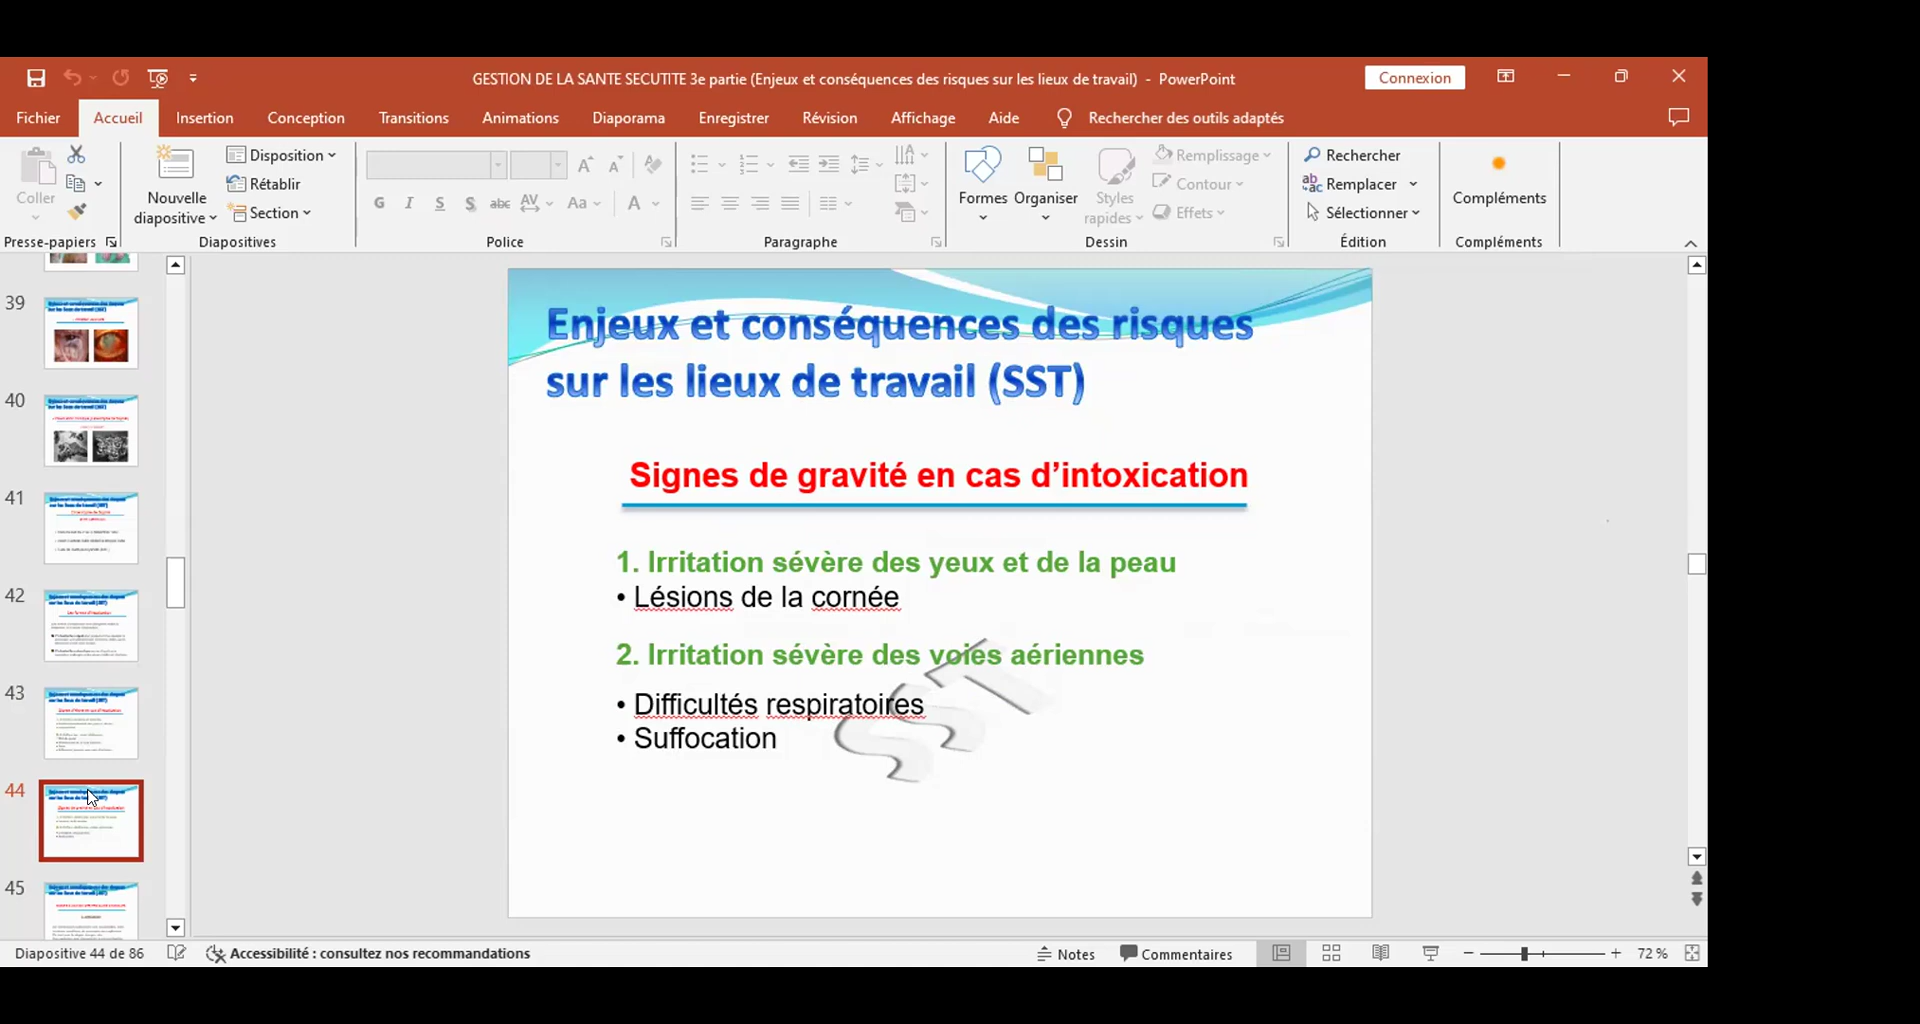 GESTION DE LA SANTE SECUTITE 3e partie (Enjeux et conséquences des risques sur les lieux de travail) - PowerPoint
Connexion
Fichier Accueil Insertion Conception Transitions Animations Diaporama Enregistrer Révision Affichage Aide Rechercher des outils adaptés
Coller
Presse-papiers
Nouvelle diapositive
Disposition
Rétablir
Section
Diapositives
G I S S abc AV Aa A
Police
Paragraphe
Formes
Organiser
Styles rapides
Remplissage
Contour
Effets
Dessin
Rechercher
Remplacer
Sélectionner
Édition
Compléments
Compléments
39
40
41
42
43
44
45
Enjeux et conséquences des risques
sur les lieux de travail (SST)
Signes de gravité en cas d’intoxication
1. Irritation sévère des yeux et de la peau
• Lésions de la cornée
2. Irritation sévère des voies aériennes
• Difficultés respiratoires
• Suffocation
SST
Diapositive 44 de 86
Accessibilité : consultez nos recommandations
Notes
Commentaires
72 %